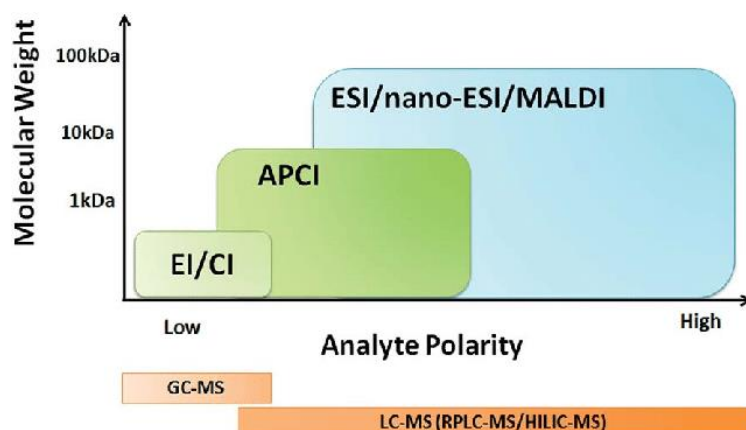 Molecular Weight
100kDa
10kDa
1kDa
ESI/nano-ESI/MALDI
APCI
EI/CI
Low
High
Analyte Polarity
GC-MS
LC-MS (RPLC-MS/HILIC-MS)